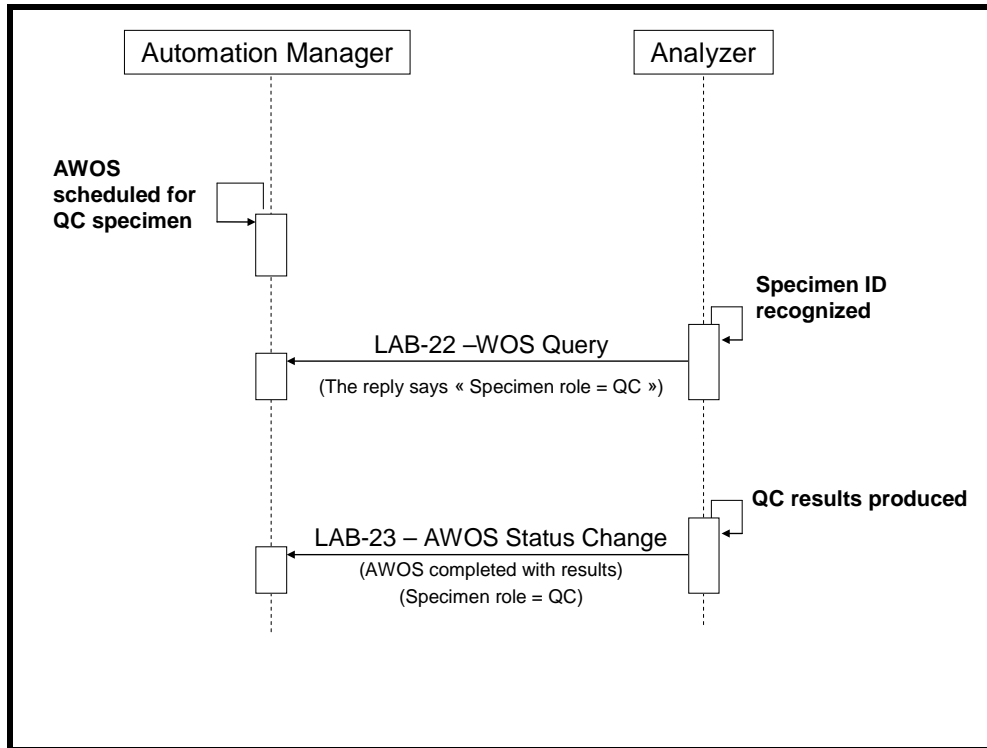 Automation Manager
Analyzer
AWOS
scheduled for
QC specimen
Specimen ID
recognized
LAB-22 –WOS Query
(The reply says « Specimen role = QC »)
QC results produced
LAB-23 – AWOS Status Change
(AWOS completed with results)
(Specimen role = QC)